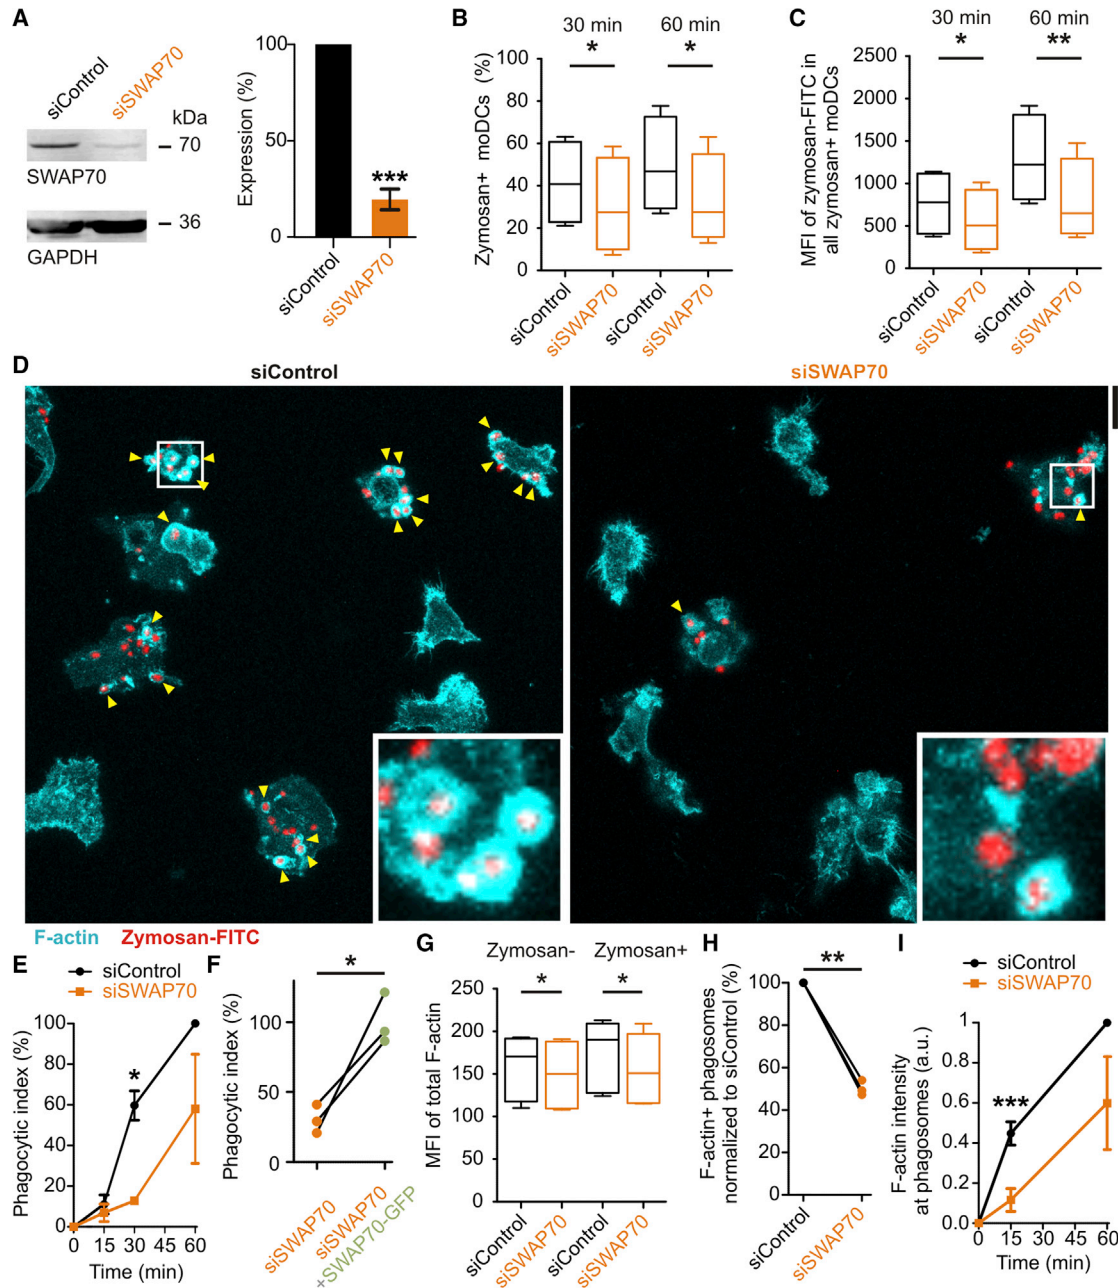 A
siControl
siSWAP70
kDa
70
SWAP70
36
GAPDH
Expression (%)
100
50
0
***
siControl
siSWAP70
B
30 min
60 min
*
*
Zymosan+ moDCs (%)
100
80
60
40
20
0
siControl
siSWAP70
siControl
siSWAP70
C
30 min
60 min
*
**
MFI of zymosan-FITC in
all zymosan+ moDCs
2500
2000
1500
1000
500
0
siControl
siSWAP70
siControl
siSWAP70
D
siControl
siSWAP70
F-actin
Zymosan-FITC
E
siControl
siSWAP70
Phagocytic index (%)
100
80
60
40
20
0
*
0
15
30
45
60
Time (min)
F
*
Phagocytic index (%)
100
50
0
siSWAP70
siSWAP70
+SWAP70-GFP
G
Zymosan-
Zymosan+
*
*
MFI of total F-actin
250
200
150
100
50
0
siControl
siSWAP70
siControl
siSWAP70
H
**
F-actin+ phagosomes
normalized to siControl (%)
100
80
60
40
20
0
siControl
siSWAP70
I
siControl
siSWAP70
F-actin intensity
at phagosomes (a.u.)
1
0.8
0.6
0.4
0.2
0
***
0
15
30
45
60
Time (min)